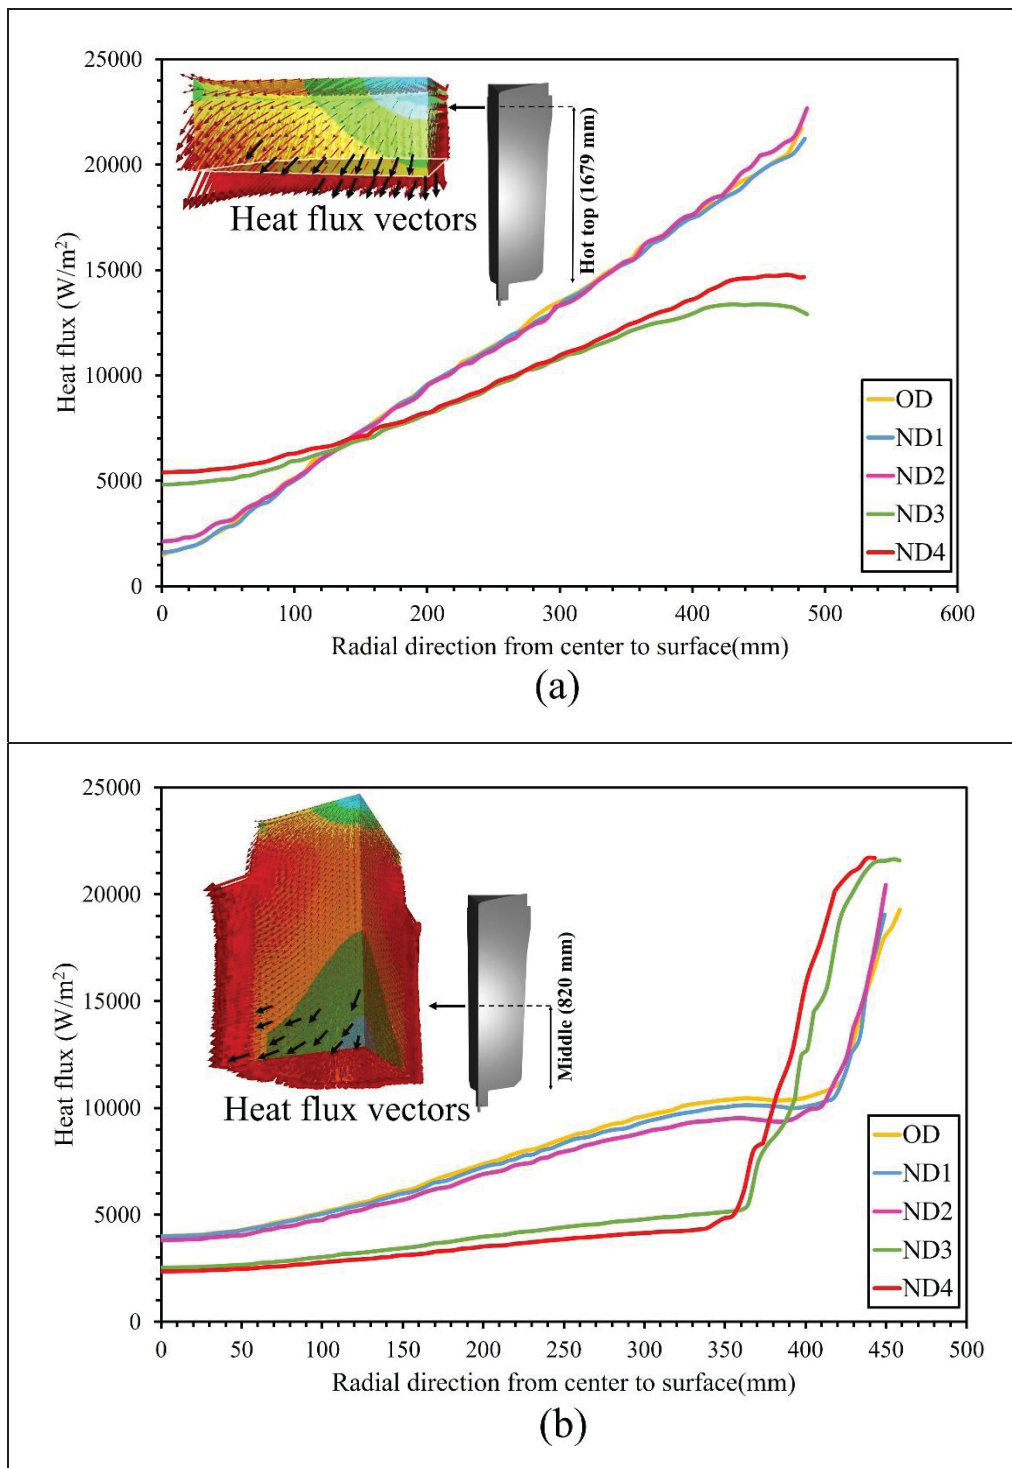 25000
20000
15000
10000
5000
0
Heat flux (W/m²)
Heat flux vectors
Hot top (1679 mm)
OD
ND1
ND2
ND3
ND4
0 100 200 300 400 500 600
Radial direction from center to surface(mm)
(a)
25000
20000
15000
10000
5000
0
Heat flux (W/m²)
Heat flux vectors
Middle (820 mm)
OD
ND1
ND2
ND3
ND4
0 50 100 150 200 250 300 350 400 450 500
Radial direction from center to surface(mm)
(b)